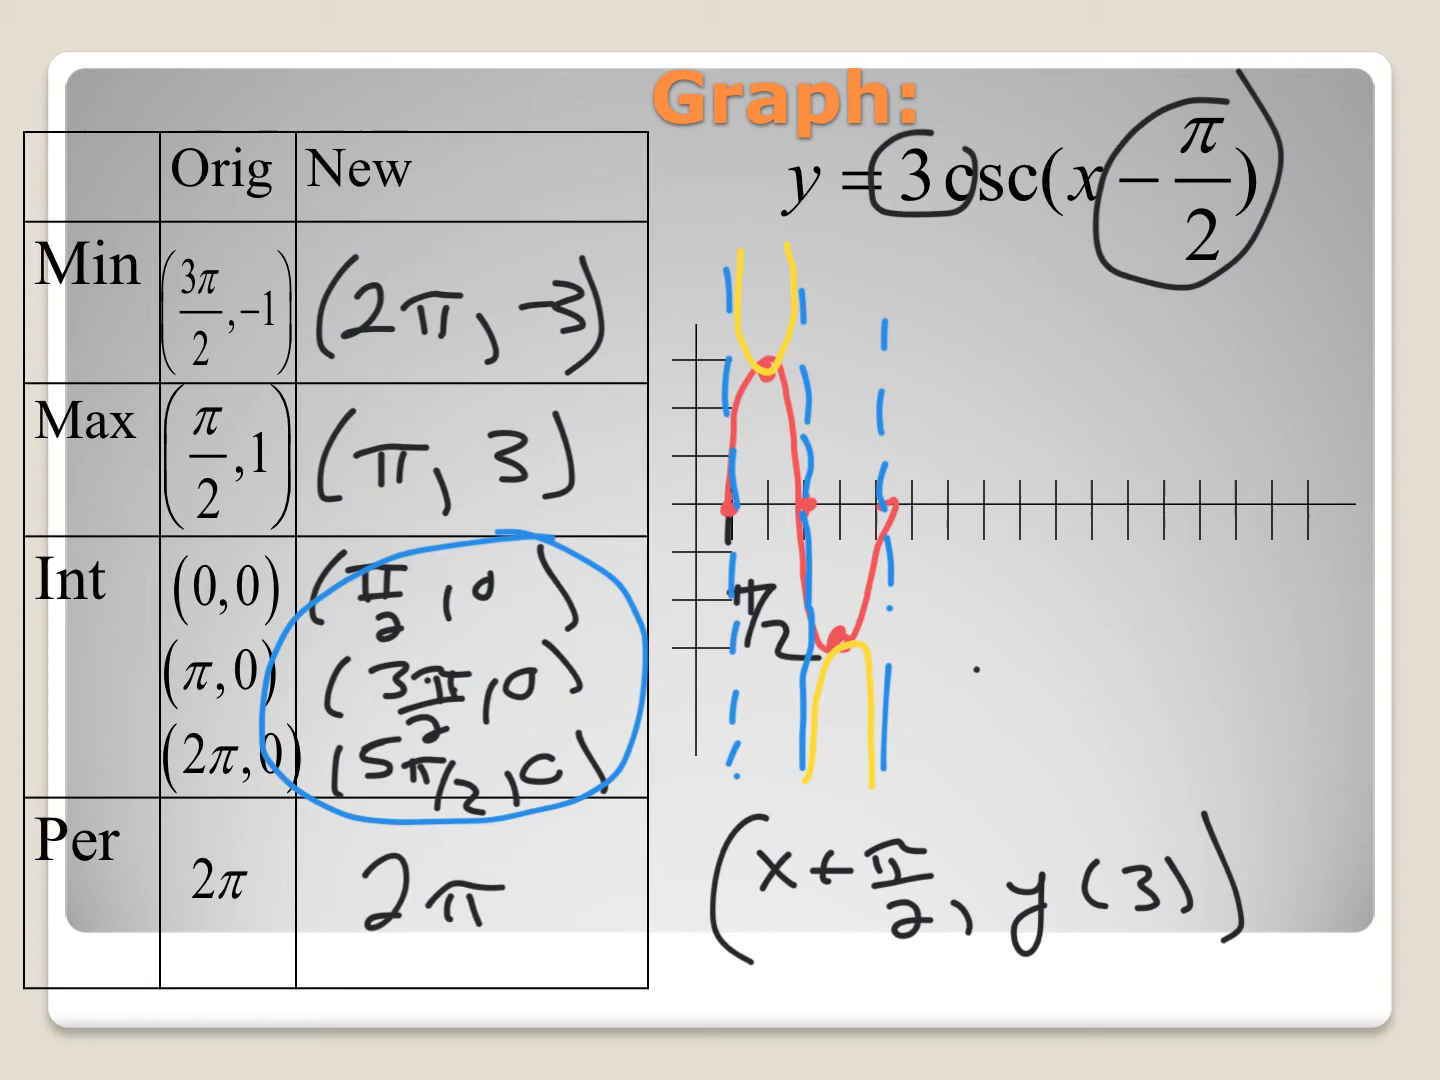 Graph:
y = 3 csc(x − π/2)
Orig New
Min (3π/2, −1) (2π, −3)
Max (π/2, 1) (π, 3)
Int (0,0) (π/2, 0)
(π,0) (3π/2, 0)
(2π,0) (5π/2, 0)
Per 2π 2π
π/2
(x + π/2, y(3))